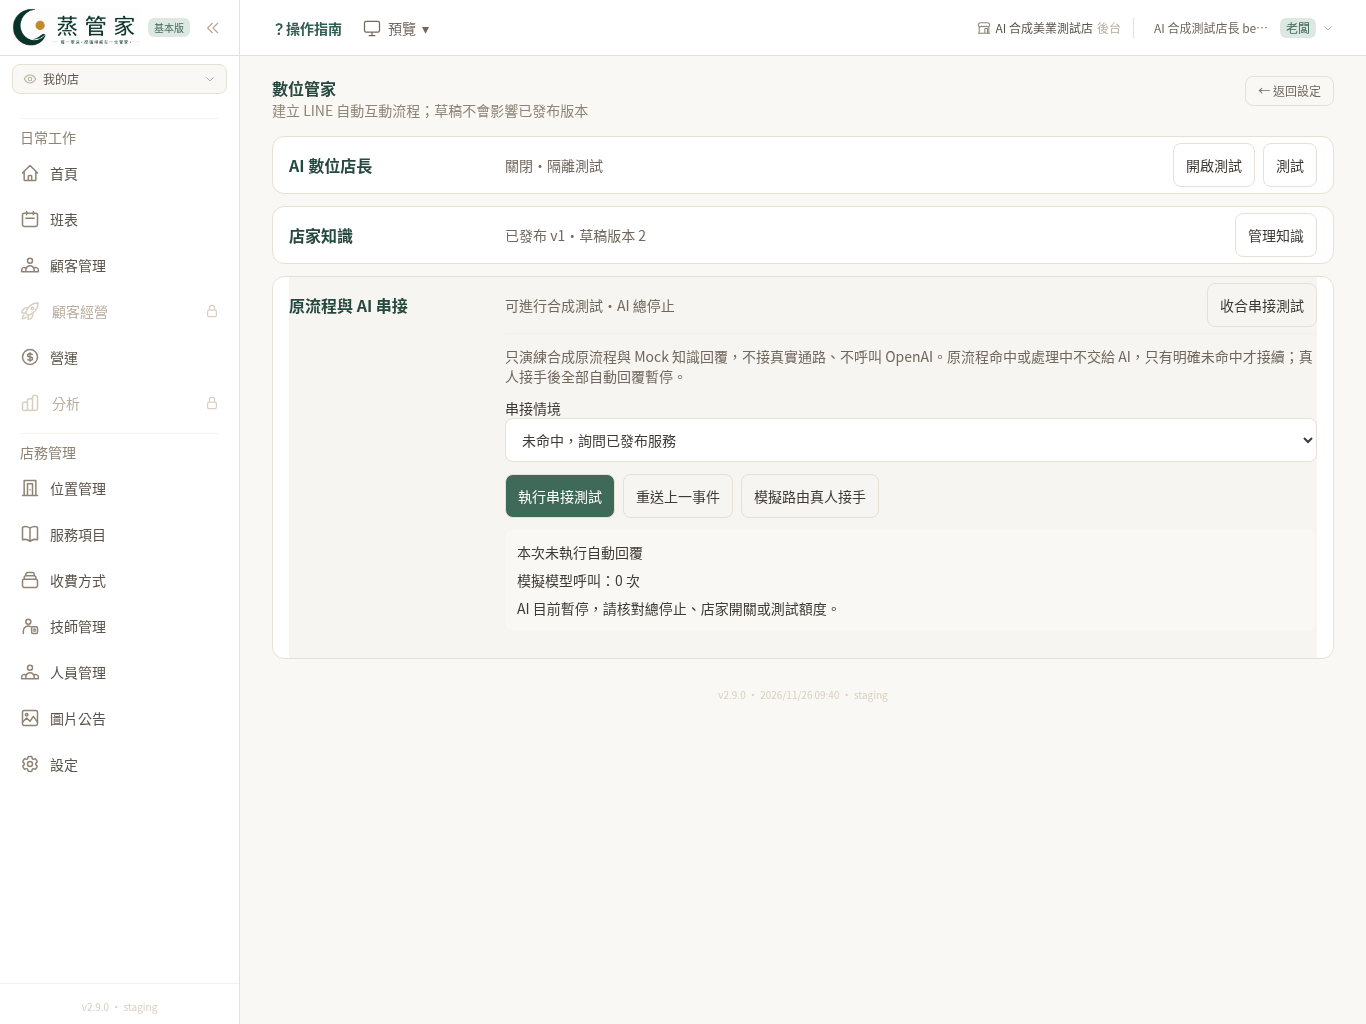 蒸管家
基本版
我的店
日常工作
首頁
班表
顧客管理
顧客經營
營運
分析
店務管理
位置管理
服務項目
收費方式
技師管理
人員管理
圖片公告
設定
v2.9.0 · staging
? 操作指南
預覽 ▾
AI 合成美業測試店 後台
AI 合成測試店長 be…
老闆
數位管家
建立 LINE 自動互動流程；草稿不會影響已發布版本
← 返回設定
AI 數位店長
關閉・隔離測試
開啟測試
測試
店家知識
已發布 v1・草稿版本 2
管理知識
原流程與 AI 串接
可進行合成測試・AI 總停止
收合串接測試
只演練合成原流程與 Mock 知識回覆，不接真實通路、不呼叫 OpenAI。原流程命中或處理中不交給 AI，只有明確未命中才接續；真
人接手後全部自動回覆暫停。
串接情境
未命中，詢問已發布服務
執行串接測試
重送上一事件
模擬路由真人接手
本次未執行自動回覆
模擬模型呼叫：0 次
AI 目前暫停，請核對總停止、店家開關或測試額度。
v2.9.0 · 2026/11/26 09:40 · staging